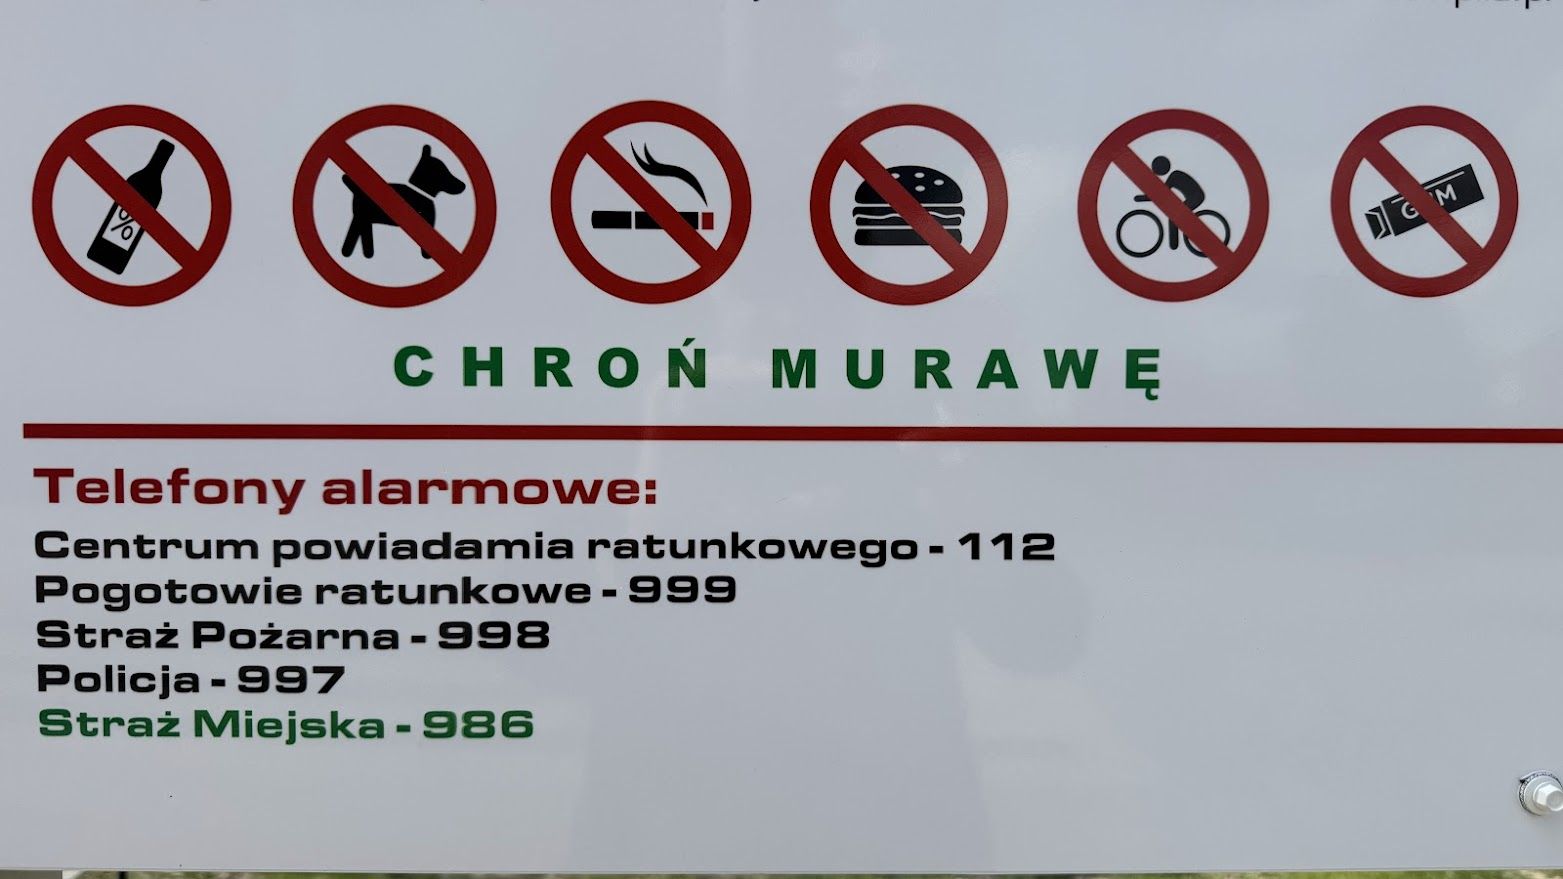 %
GUM
CHROŃ MURAWĘ
Telefony alarmowe:
Centrum powiadamia ratunkowego - 112
Pogotowie ratunkowe - 999
Straż Pożarna - 998
Policja - 997
Straż Miejska - 986